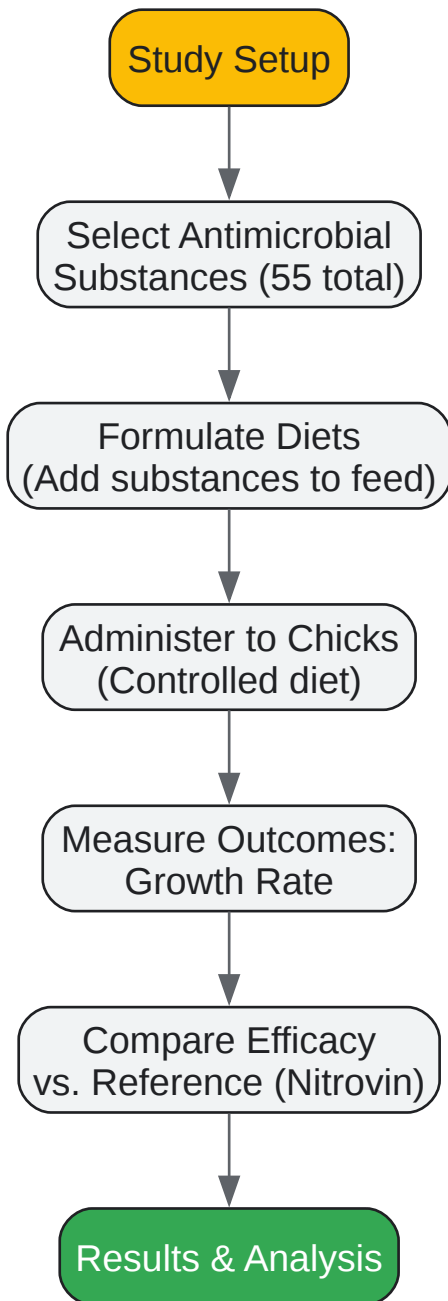 Study Setup
Select Antimicrobial
Substances (55 total)
Formulate Diets
(Add substances to feed)
Administer to Chicks
(Controlled diet)
Measure Outcomes:
Growth Rate
Compare Efficacy
vs. Reference (Nitrovin)
Results & Analysis